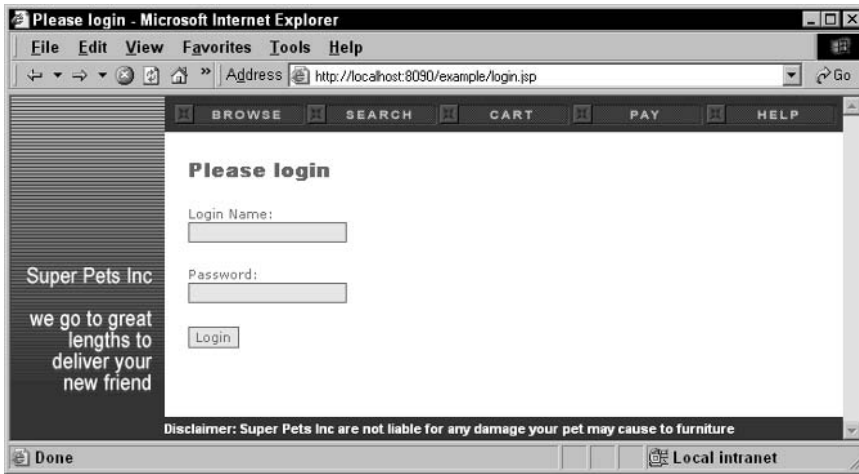 Please login - Microsoft Internet Explorer
File Edit View Favorites Tools Help
» Address http://localhost:8090/example/login.jsp Go
BROWSE SEARCH CART PAY HELP
Please login
Login Name:
Password:
Login
Super Pets Inc
we go to great
lengths to
deliver your
new friend
Disclaimer: Super Pets Inc are not liable for any damage your pet may cause to furniture
Done Local intranet